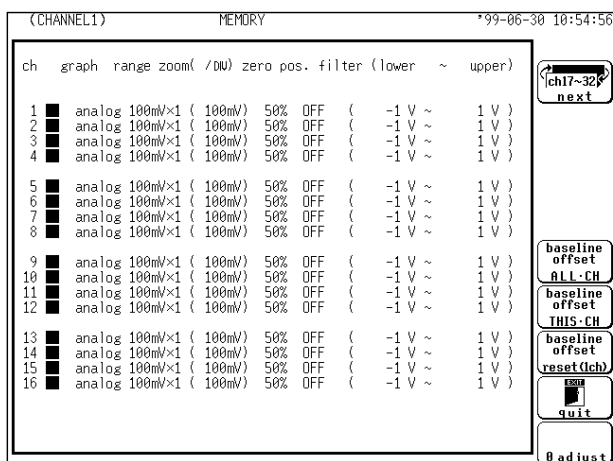 (CHANNEL1) MEMORY '99-06-30 10:54:56
ch graph range zoom( /DIV) zero pos. filter (lower ~ upper)
1 analog 100mV×1 ( 100mV) 50% OFF ( -1 V ~ 1 V )
2 analog 100mV×1 ( 100mV) 50% OFF ( -1 V ~ 1 V )
3 analog 100mV×1 ( 100mV) 50% OFF ( -1 V ~ 1 V )
4 analog 100mV×1 ( 100mV) 50% OFF ( -1 V ~ 1 V )
5 analog 100mV×1 ( 100mV) 50% OFF ( -1 V ~ 1 V )
6 analog 100mV×1 ( 100mV) 50% OFF ( -1 V ~ 1 V )
7 analog 100mV×1 ( 100mV) 50% OFF ( -1 V ~ 1 V )
8 analog 100mV×1 ( 100mV) 50% OFF ( -1 V ~ 1 V )
9 analog 100mV×1 ( 100mV) 50% OFF ( -1 V ~ 1 V )
10 analog 100mV×1 ( 100mV) 50% OFF ( -1 V ~ 1 V )
11 analog 100mV×1 ( 100mV) 50% OFF ( -1 V ~ 1 V )
12 analog 100mV×1 ( 100mV) 50% OFF ( -1 V ~ 1 V )
13 analog 100mV×1 ( 100mV) 50% OFF ( -1 V ~ 1 V )
14 analog 100mV×1 ( 100mV) 50% OFF ( -1 V ~ 1 V )
15 analog 100mV×1 ( 100mV) 50% OFF ( -1 V ~ 1 V )
16 analog 100mV×1 ( 100mV) 50% OFF ( -1 V ~ 1 V )
ch17~32
next
baseline
offset
ALL·CH
baseline
offset
THIS·CH
baseline
offset
reset(1ch)
EXIT
quit
0 adjust